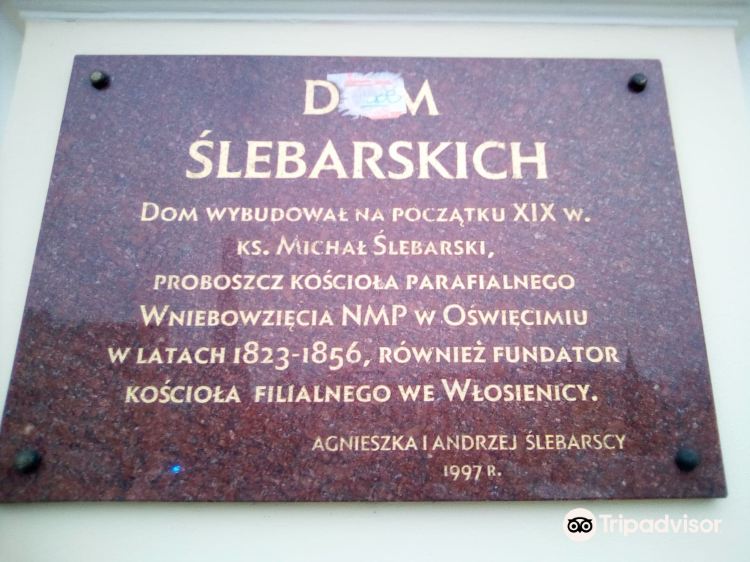 D M
ŚLEBARSKICH
DOM WYBUDOWAŁ NA POCZĄTKU XIX W.
KS. MICHAŁ ŚLEBARSKI,
PROBOSZCZ KOŚCIOŁA PARAFIALNEGO
WNIEBOWZIĘCIA NMP W OŚWIĘCIMIU
W LATACH 1823-1856, RÓWNIEŻ FUNDATOR
KOŚCIOŁA FILIALNEGO WE WŁOSIENICY.
AGNIESZKA I ANDRZEJ ŚLEBARSCY
1997 R.
Tripadvisor